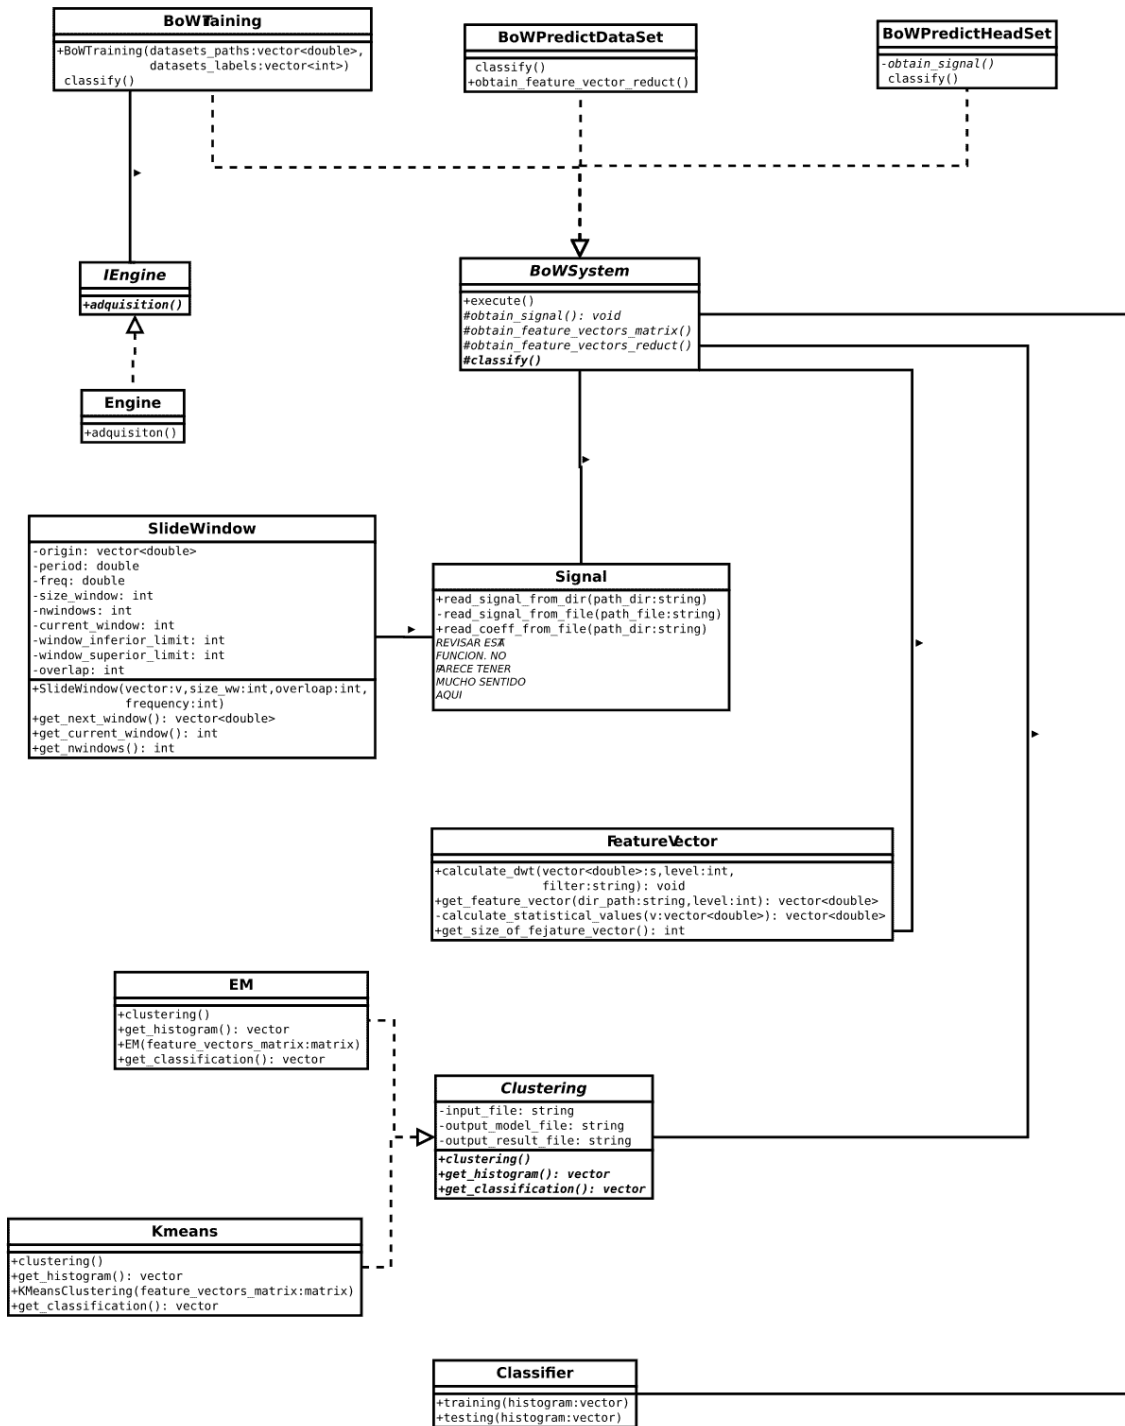 BoWTraining
+BoWTraining(datasets_paths:vector<double>,
datasets_labels:vector<int>)
classify()
BoWPredictDataSet
classify()
+obtain_feature_vector_reduct()
BoWPredictHeadSet
-obtain_signal()
classify()
IEngine
+adquisition()
Engine
+adquisiton()
BoWSystem
+execute()
#obtain_signal(): void
#obtain_feature_vectors_matrix()
#obtain_feature_vectors_reduct()
#classify()
SlideWindow
-origin: vector<double>
-period: double
-freq: double
-size_window: int
-nwindows: int
-current_window: int
-window_inferior_limit: int
-window_superior_limit: int
-overlap: int
+SlideWindow(vector:v,size_ww:int,overloap:int,
frequency:int)
+get_next_window(): vector<double>
+get_current_window(): int
+get_nwindows(): int
Signal
+read_signal_from_dir(path_dir:string)
-read_signal_from_file(path_file:string)
+read_coeff_from_file(path_dir:string)
REVISAR ESTA
FUNCION. NO
PARECE TENER
MUCHO SENTIDO
AQUI
FeatureVector
+calculate_dwt(vector<double>:s,level:int,
filter:string): void
+get_feature_vector(dir_path:string,level:int): vector<double>
-calculate_statistical_values(v:vector<double>): vector<double>
+get_size_of_fejature_vector(): int
EM
+clustering()
+get_histogram(): vector
+EM(feature_vectors_matrix:matrix)
+get_classification(): vector
Clustering
-input_file: string
-output_model_file: string
-output_result_file: string
+clustering()
+get_histogram(): vector
+get_classification(): vector
Kmeans
+clustering()
+get_histogram(): vector
+KMeansClustering(feature_vectors_matrix:matrix)
+get_classification(): vector
Classifier
+training(histogram:vector)
+testing(histogram:vector)